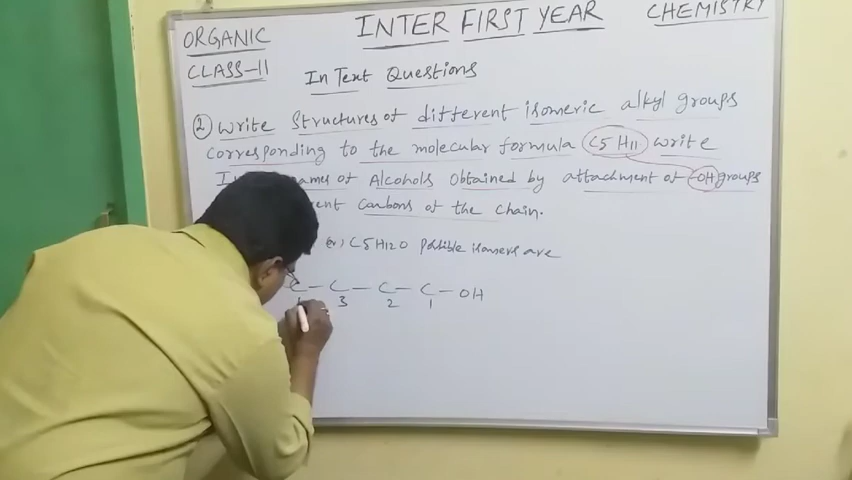 ORGANIC
CLASS-11
INTER FIRST YEAR
CHEMISTRY
InText Questions
② Write Structures of different isomeric alkyl groups
corresponding to the molecular formula C5H11 write
names of Alcohols Obtained by attachment of -OH groups
Carbons of the chain.
C5H12O possible isomers are
C - C - C - C - OH
3 2 1